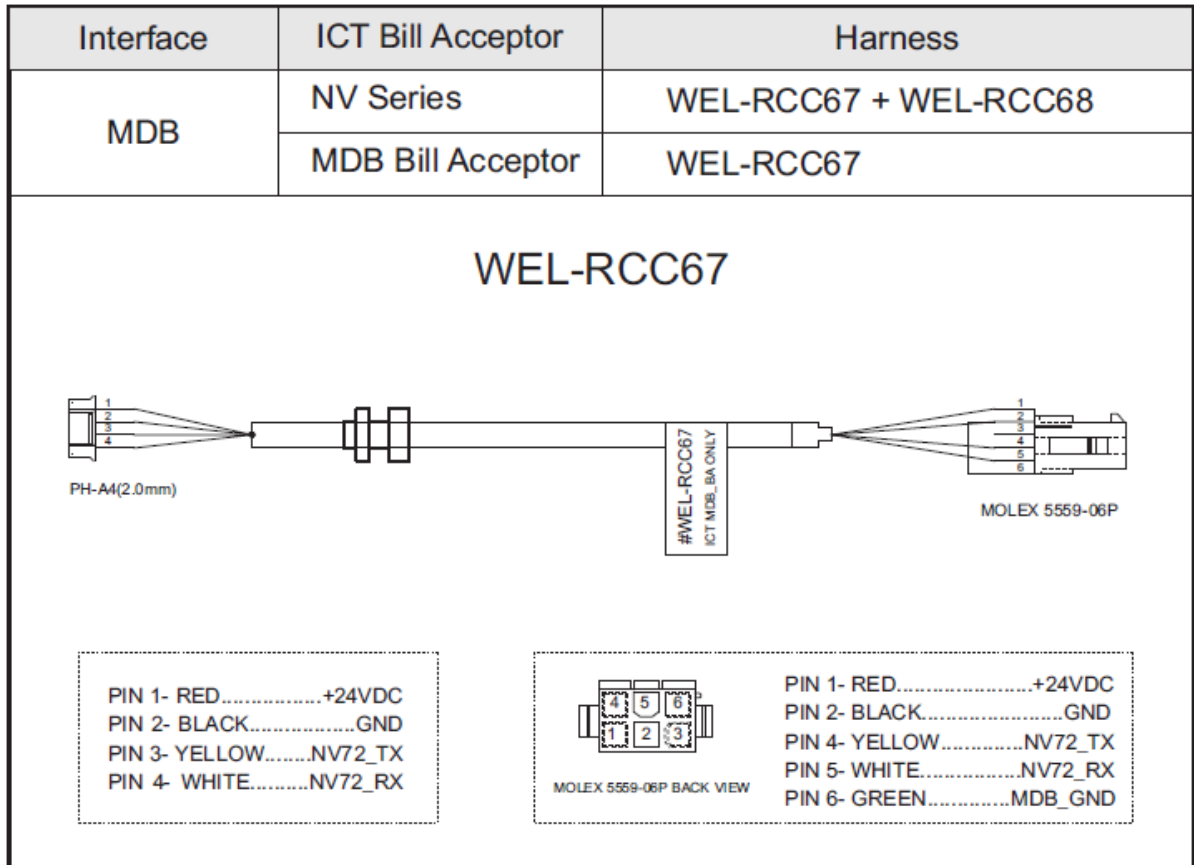 Interface ICT Bill Acceptor Harness
MDB
NV Series WEL-RCC67 + WEL-RCC68
MDB Bill Acceptor WEL-RCC67
WEL-RCC67
1
2
3
4
PH-A4(2.0mm)
#WEL-RCC67
ICT MDB_BA ONLY
1
2
3
4
5
6
MOLEX 5559-06P
PIN 1- RED..................+24VDC
PIN 2- BLACK...................GND
PIN 3- YELLOW........NV72_TX
PIN 4- WHITE..........NV72_RX
4 5 6
1 2 3
MOLEX 5559-06P BACK VIEW
PIN 1- RED........................+24VDC
PIN 2- BLACK.........................GND
PIN 4- YELLOW...............NV72_TX
PIN 5- WHITE..................NV72_RX
PIN 6- GREEN..............MDB_GND